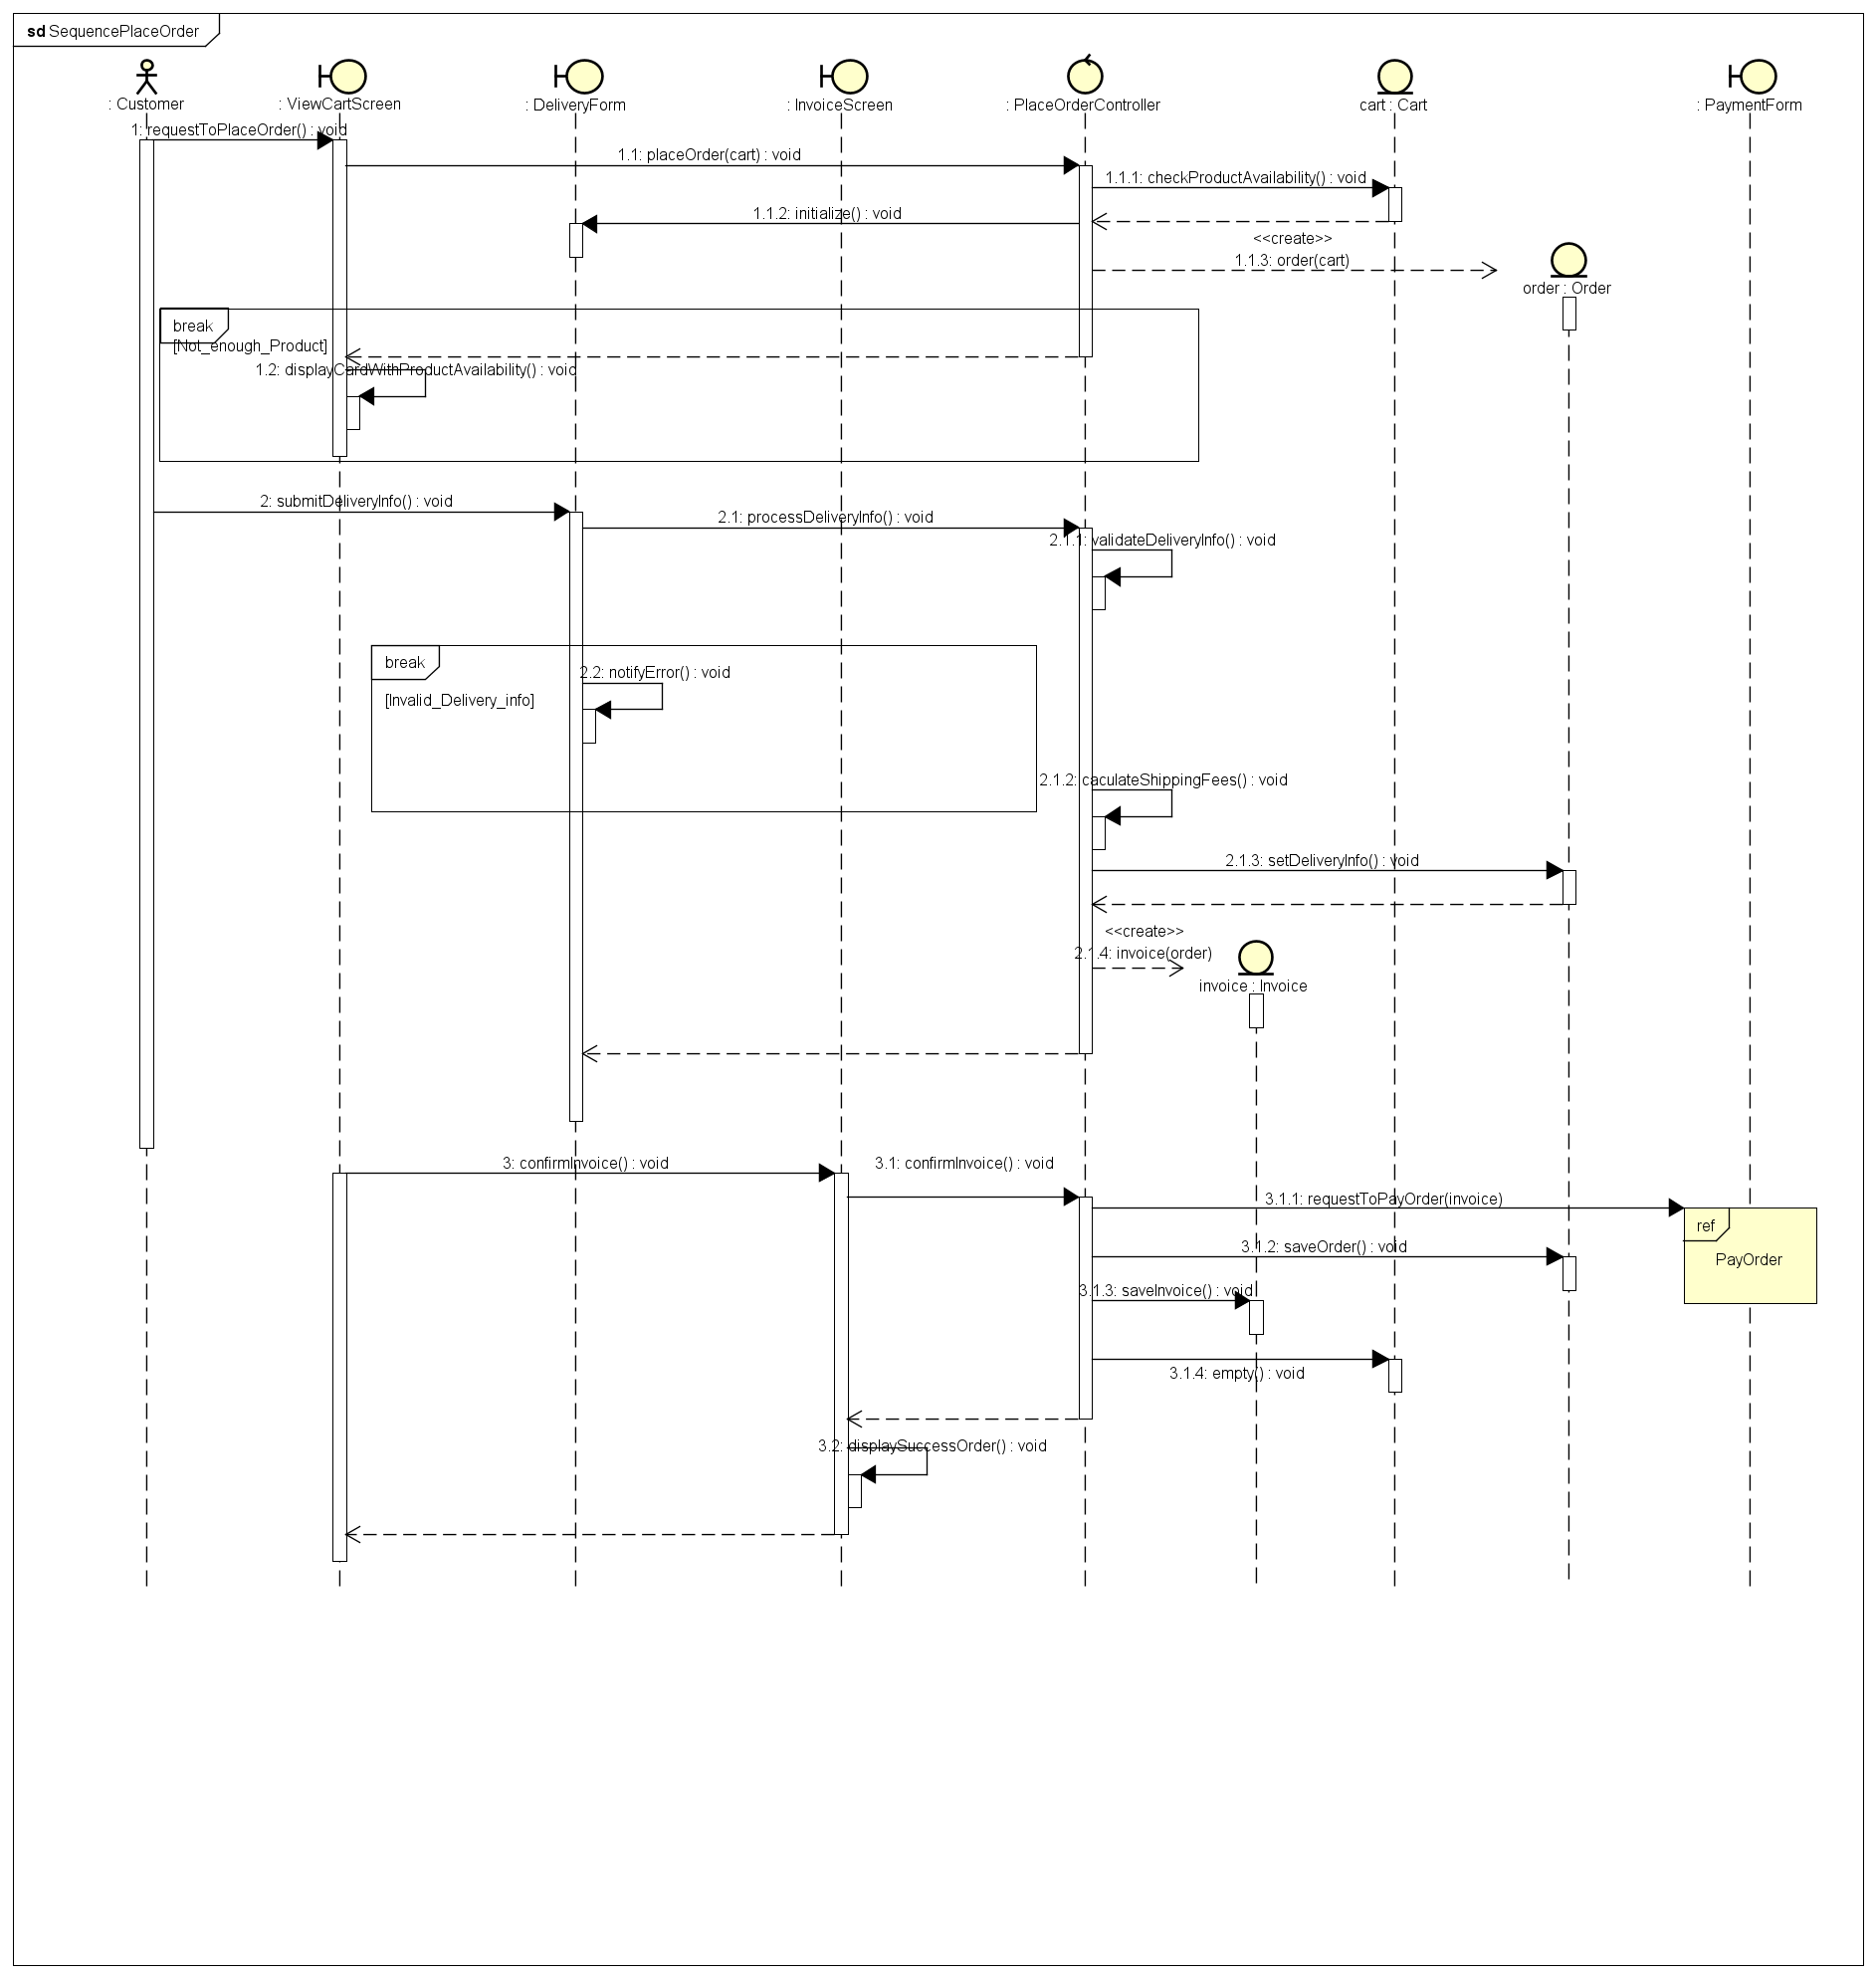 sd SequencePlaceOrder
: Customer
: ViewCartScreen
: DeliveryForm
: InvoiceScreen
: PlaceOrderController
cart : Cart
: PaymentForm
1: requestToPlaceOrder() : void
1.1: placeOrder(cart) : void
1.1.1: checkProductAvailability() : void
1.1.2: initialize() : void
<<create>>
1.1.3: order(cart)
order : Order
break
[Not_enough_Product]
1.2: displayCardWithProductAvailability() : void
2: submitDeliveryInfo() : void
2.1: processDeliveryInfo() : void
2.1.1: validateDeliveryInfo() : void
break
2.2: notifyError() : void
[Invalid_Delivery_info]
2.1.2: caculateShippingFees() : void
2.1.3: setDeliveryInfo() : void
<<create>>
2.1.4: invoice(order)
invoice : Invoice
3: confirmInvoice() : void
3.1: confirmInvoice() : void
3.1.1: requestToPayOrder(invoice)
ref
PayOrder
3.1.2: saveOrder() : void
3.1.3: saveInvoice() : void
3.1.4: empty() : void
3.2: displaySuccessOrder() : void